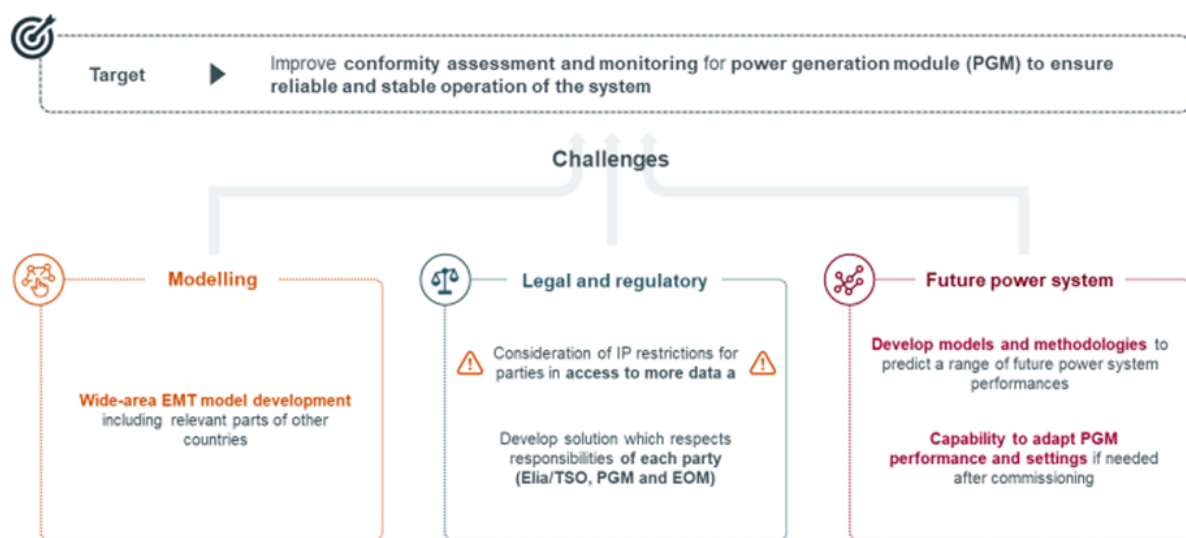 Target
Improve conformity assessment and monitoring for power generation module (PGM) to ensure
reliable and stable operation of the system
Challenges
Modelling
Wide-area EMT model development
including relevant parts of other
countries
Legal and regulatory
Consideration of IP restrictions for
parties in access to more data a
Develop solution which respects
responsibilities of each party
(Elia/TSO, PGM and EOM)
Future power system
Develop models and methodologies to
predict a range of future power system
performances
Capability to adapt PGM
performance and settings if needed
after commissioning